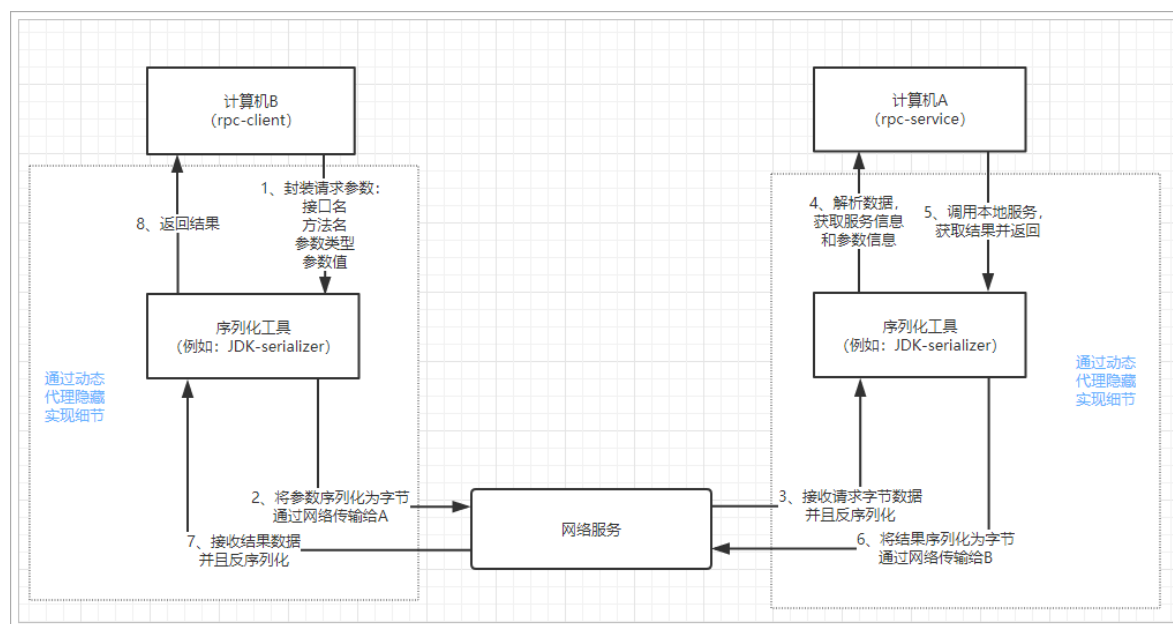 计算机B
（rpc-client）
计算机A
（rpc-service）
1、封装请求参数：
接口名
方法名
参数类型
参数值
8、返回结果
4、解析数据，
获取服务信息
和参数信息
5、调用本地服务，
获取结果并返回
序列化工具
（例如：JDK-serializer）
序列化工具
（例如：JDK-serializer）
通过动态
代理隐藏
实现细节
通过动态
代理隐藏
实现细节
2、将参数序列化为字节
通过网络传输给A
7、接收结果数据
并且反序列化
网络服务
3、接收请求字节数据
并且反序列化
6、将结果序列化为字节
通过网络传输给B